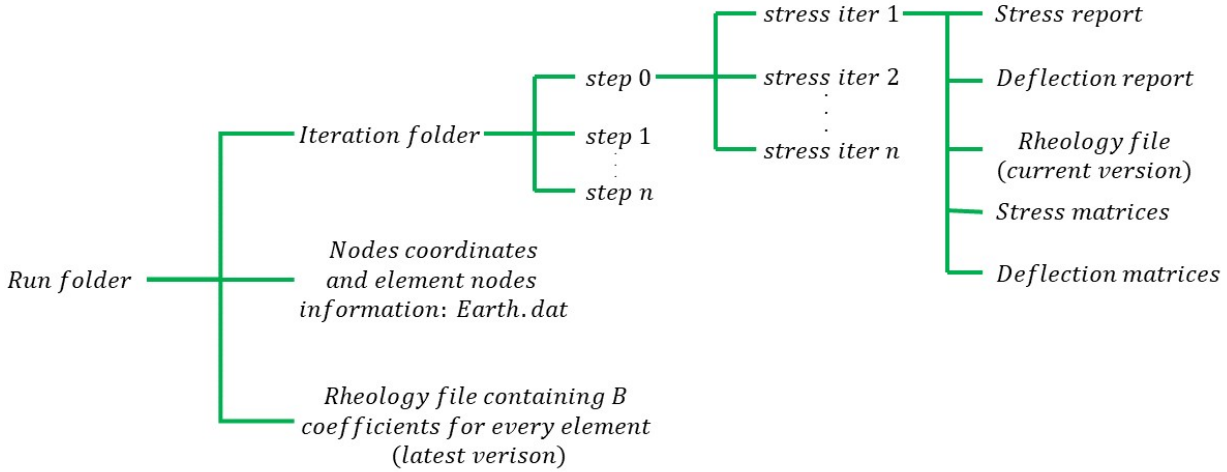 Run folder
Iteration folder
step 0
step 1
step n
stress iter 1
stress iter 2
stress iter n
Stress report
Deflection report
Rheology file
(current version)
Stress matrices
Deflection matrices
Nodes coordinates
and element nodes
information: Earth.dat
Rheology file containing B
coefficients for every element
(latest verison)